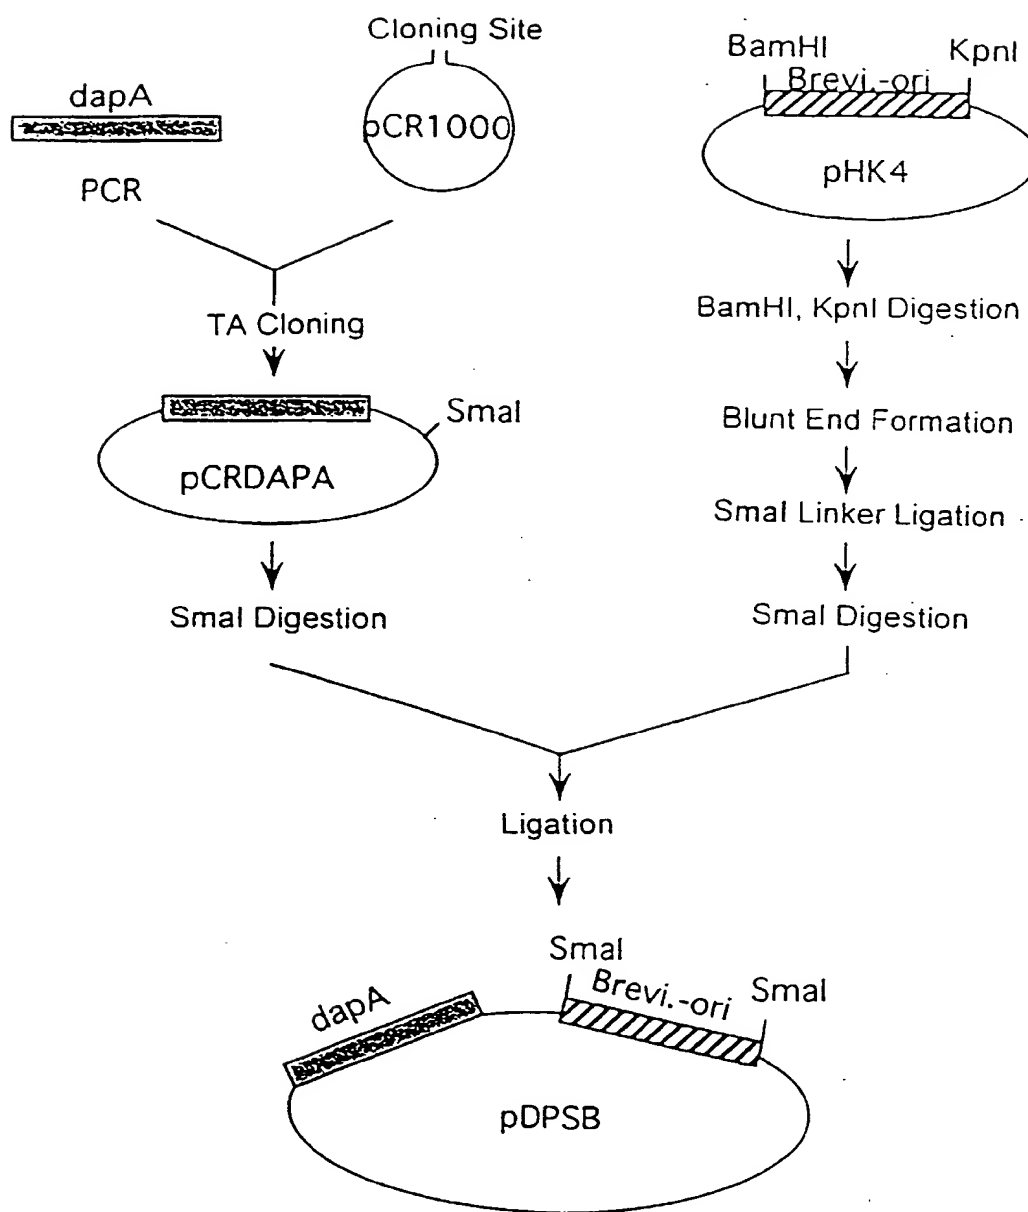 Cloning Site
dapA
pCR1000
PCR
TA Cloning
SmaI
pCRDAPA
SmaI Digestion
BamHI
KpnI
Brevi.-ori
pHK4
BamHI, KpnI Digestion
Blunt End Formation
SmaI Linker Ligation
SmaI Digestion
Ligation
SmaI
Brevi.-ori
SmaI
dapA
pDPSB